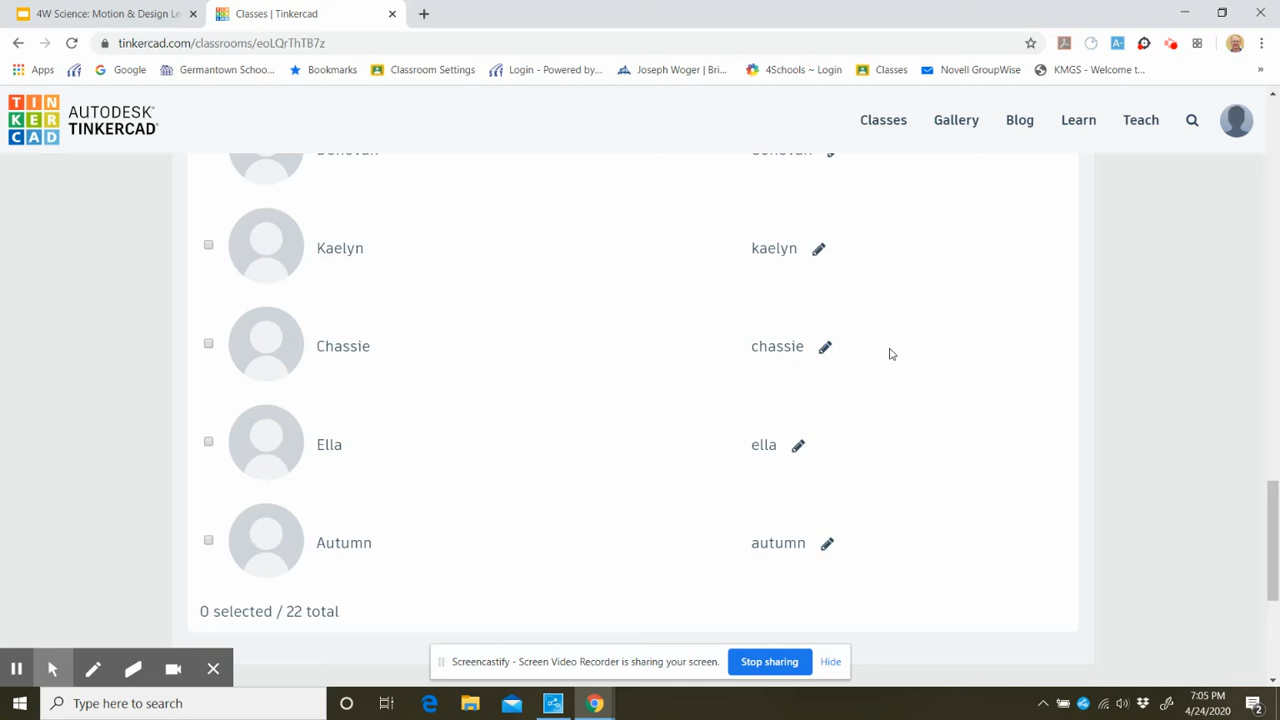 4W Science: Motion & Design Le
Classes | Tinkercad
tinkercad.com/classrooms/eoLQrThTB7z
Apps
Google
Germantown Schoo...
Bookmarks
Classroom Settings
Login - Powered by...
Joseph Woger | Bri...
4Schools ~ Login
Classes
Novell GroupWise
KMGS - Welcome t...
»
TIN
KER
CAD
AUTODESK
TINKERCAD
Classes
Gallery
Blog
Learn
Teach
Donovan
donovan
Kaelyn
kaelyn
Chassie
chassie
Ella
ella
Autumn
autumn
0 selected / 22 total
Screencastify - Screen Video Recorder is sharing your screen.
Stop sharing
Hide
Type here to search
7:05 PM
4/24/2020
2